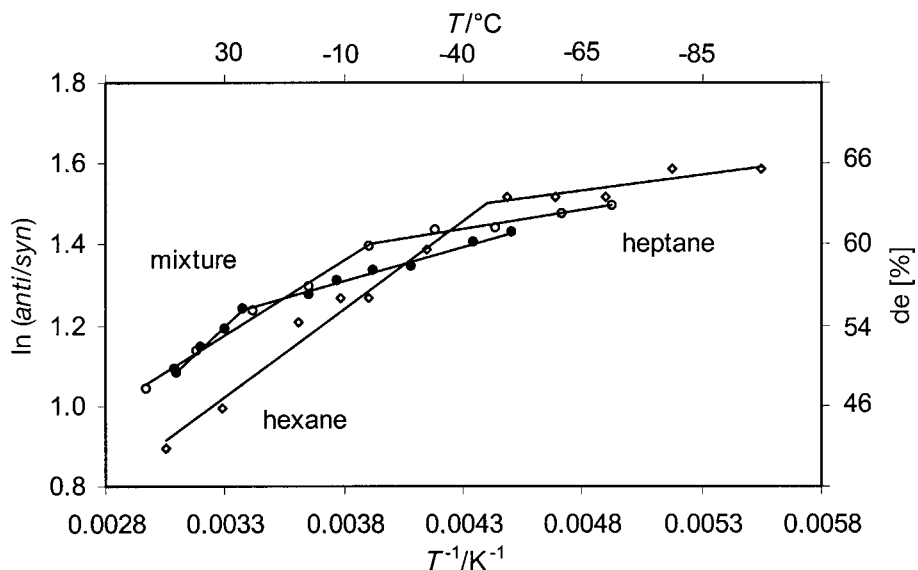 T/°C
30 -10 -40 -65 -85
1.8
1.6
1.4
1.2
1.0
0.8
ln (anti/syn)
mixture
hexane
heptane
66
60
54
46
de [%]
0.0028 0.0033 0.0038 0.0043 0.0048 0.0053 0.0058
T⁻¹/K⁻¹